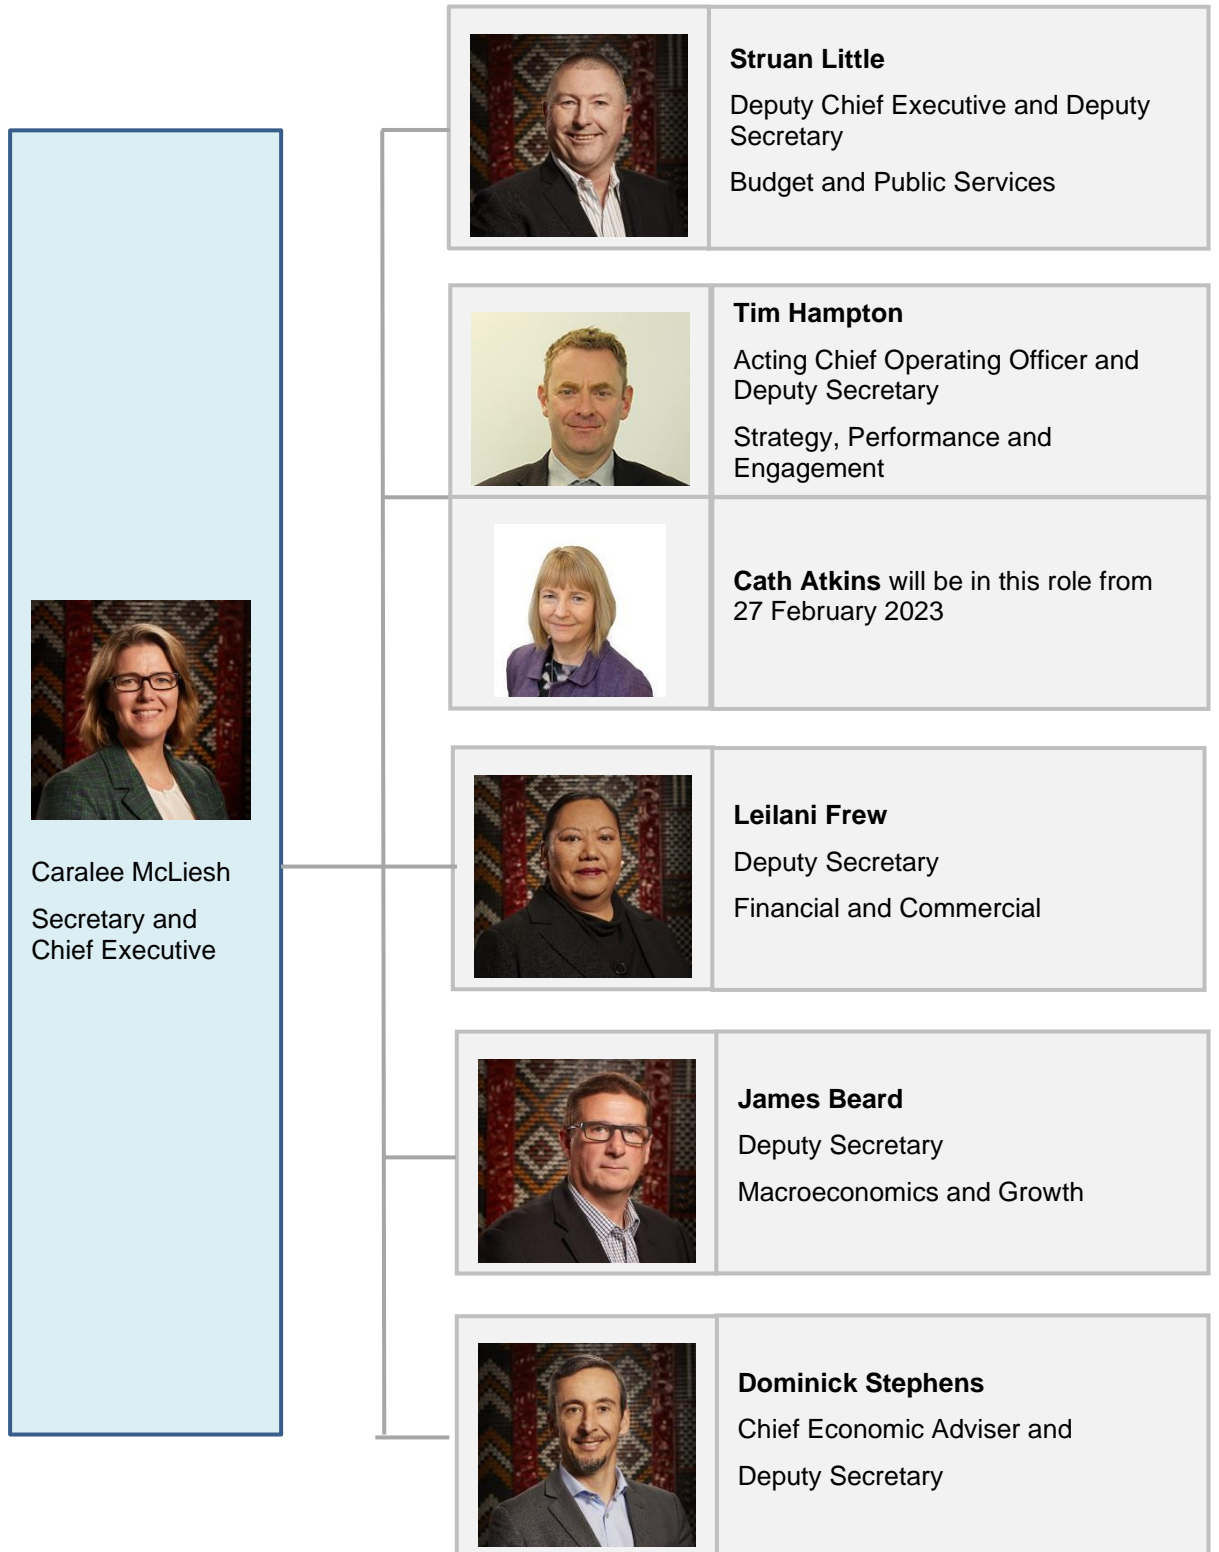 Struan Little
Deputy Chief Executive and Deputy
Secretary
Budget and Public Services
Tim Hampton
Acting Chief Operating Officer and
Deputy Secretary
Strategy, Performance and
Engagement
Cath Atkins will be in this role from
27 February 2023
Caralee McLiesh
Secretary and
Chief Executive
Leilani Frew
Deputy Secretary
Financial and Commercial
James Beard
Deputy Secretary
Macroeconomics and Growth
Dominick Stephens
Chief Economic Adviser and
Deputy Secretary